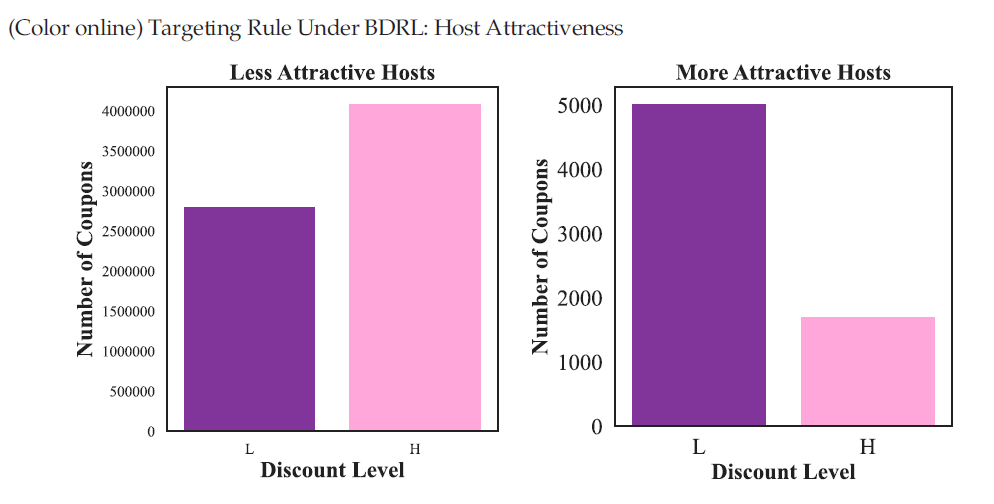 (Color online) Targeting Rule Under BDRL: Host Attractiveness
Less Attractive Hosts
Number of Coupons
4000000
3500000
3000000
2500000
2000000
1500000
1000000
500000
0
L H
Discount Level
More Attractive Hosts
Number of Coupons
5000
4000
3000
2000
1000
0
L H
Discount Level